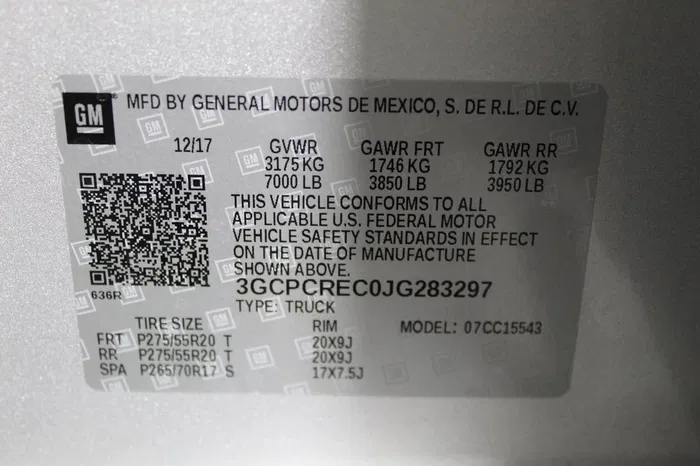 GM MFD BY GENERAL MOTORS DE MEXICO, S. DE R.L. DE C.V.
12/17 GVWR GAWR FRT GAWR RR
3175 KG 1746 KG 1792 KG
7000 LB 3850 LB 3950 LB
THIS VEHICLE CONFORMS TO ALL
APPLICABLE U.S. FEDERAL MOTOR
VEHICLE SAFETY STANDARDS IN EFFECT
ON THE DATE OF MANUFACTURE
SHOWN ABOVE.
636R
3GCPCREC0JG283297
TYPE: TRUCK
TIRE SIZE RIM MODEL: 07CC15543
FRT P275/55R20 T 20X9J
RR P275/55R20 T 20X9J
SPA P265/70R17 S 17X7.5J